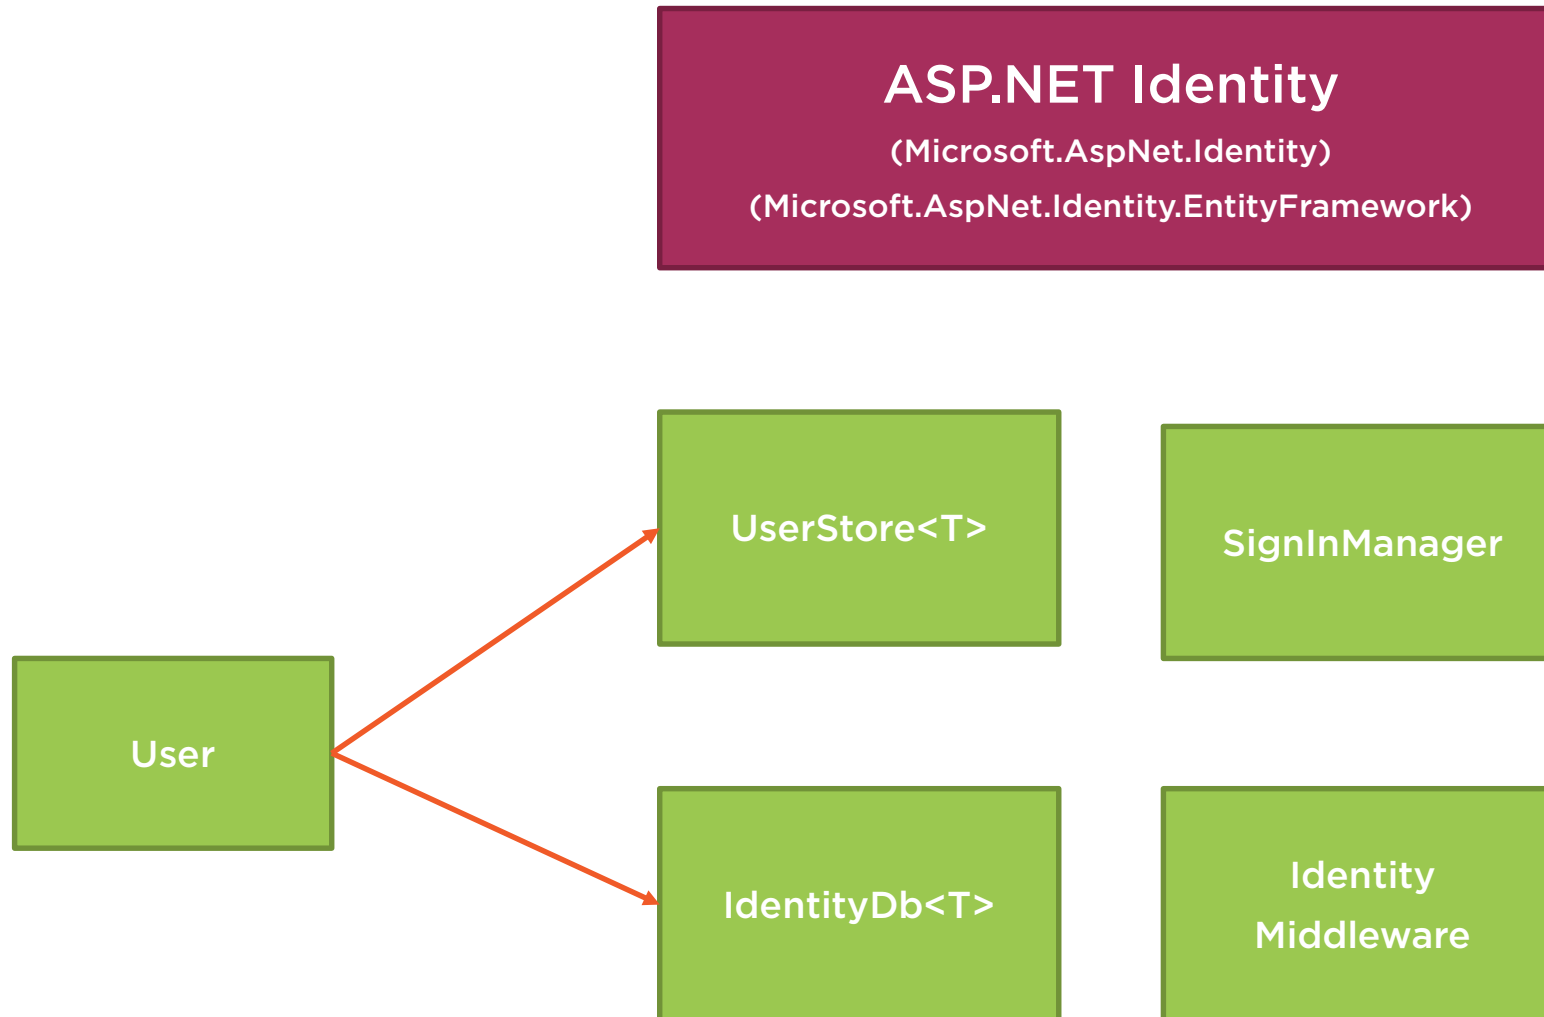 ASP.NET Identity
(Microsoft.AspNet.Identity)
(Microsoft.AspNet.Identity.EntityFramework)
UserStore<T>
SignInManager
User
IdentityDb<T>
Identity
Middleware